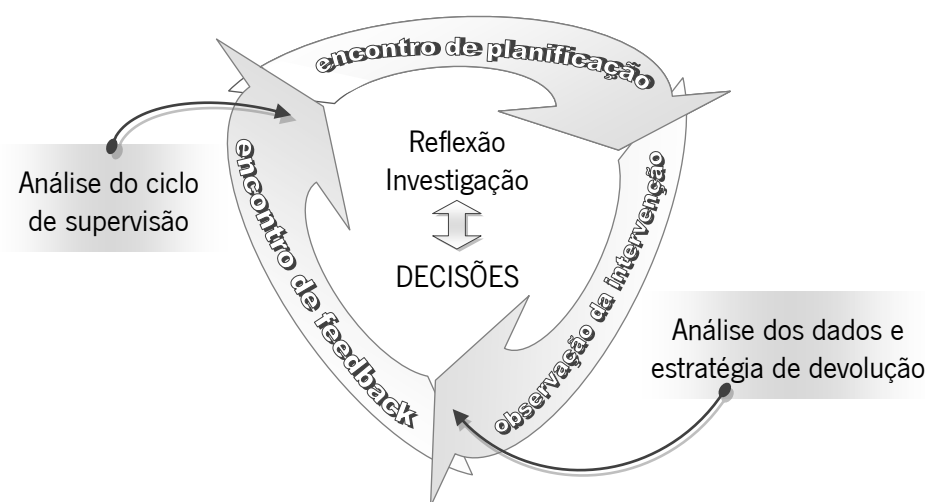 encontro de planificação
Reflexão
Investigação
DECISÕES
Análise do ciclo
de supervisão
encontro de feedback
observação da intervenção
Análise dos dados e
estratégia de devolução